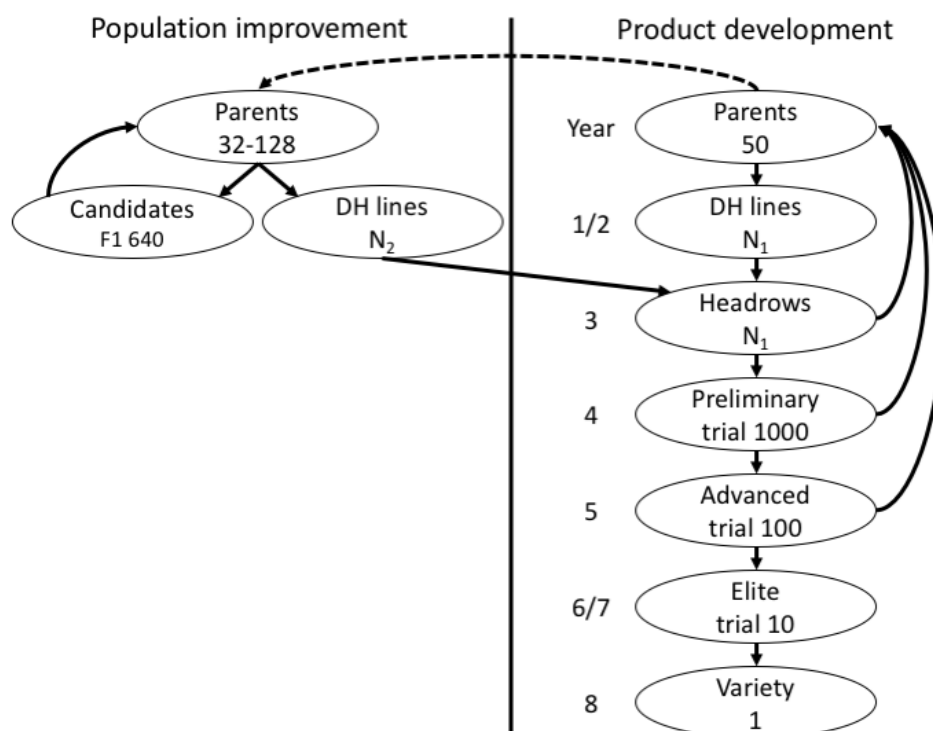 Population improvement
Product development
Parents
32-128
Candidates
F1 640
DH lines
N₂
Year
Parents
50
1/2
DH lines
N₁
3
Headrows
N₁
4
Preliminary
trial 1000
5
Advanced
trial 100
6/7
Elite
trial 10
8
Variety
1